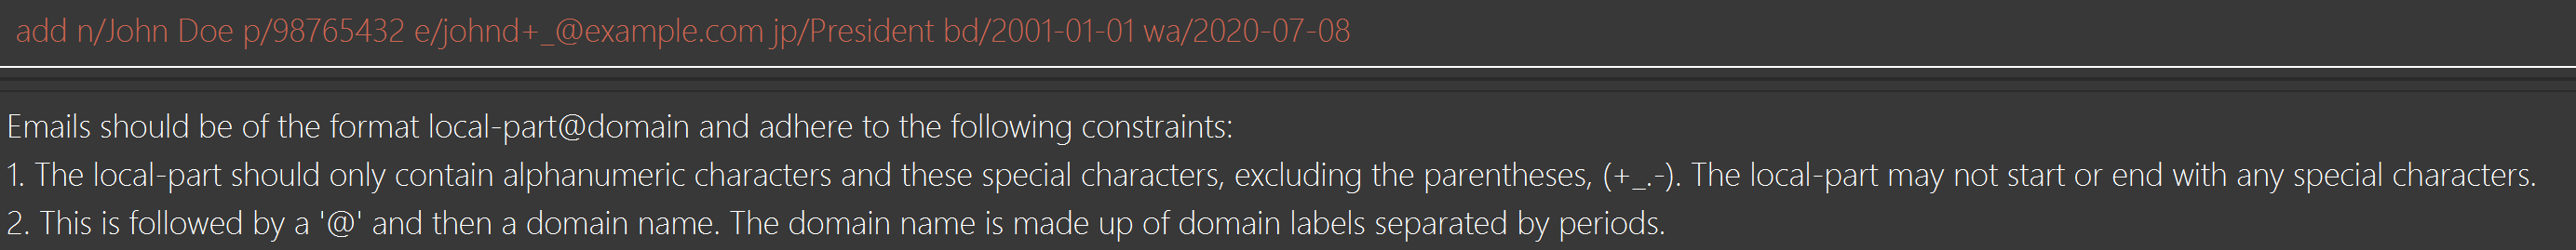 add n/John Doe p/98765432 e/johnd+_@example.com jp/President bd/2001-01-01 wa/2020-07-08
Emails should be of the format local-part@domain and adhere to the following constraints:
1. The local-part should only contain alphanumeric characters and these special characters, excluding the parentheses, (+_.-). The local-part may not start or end with any special characters.
2. This is followed by a '@' and then a domain name. The domain name is made up of domain labels separated by periods.